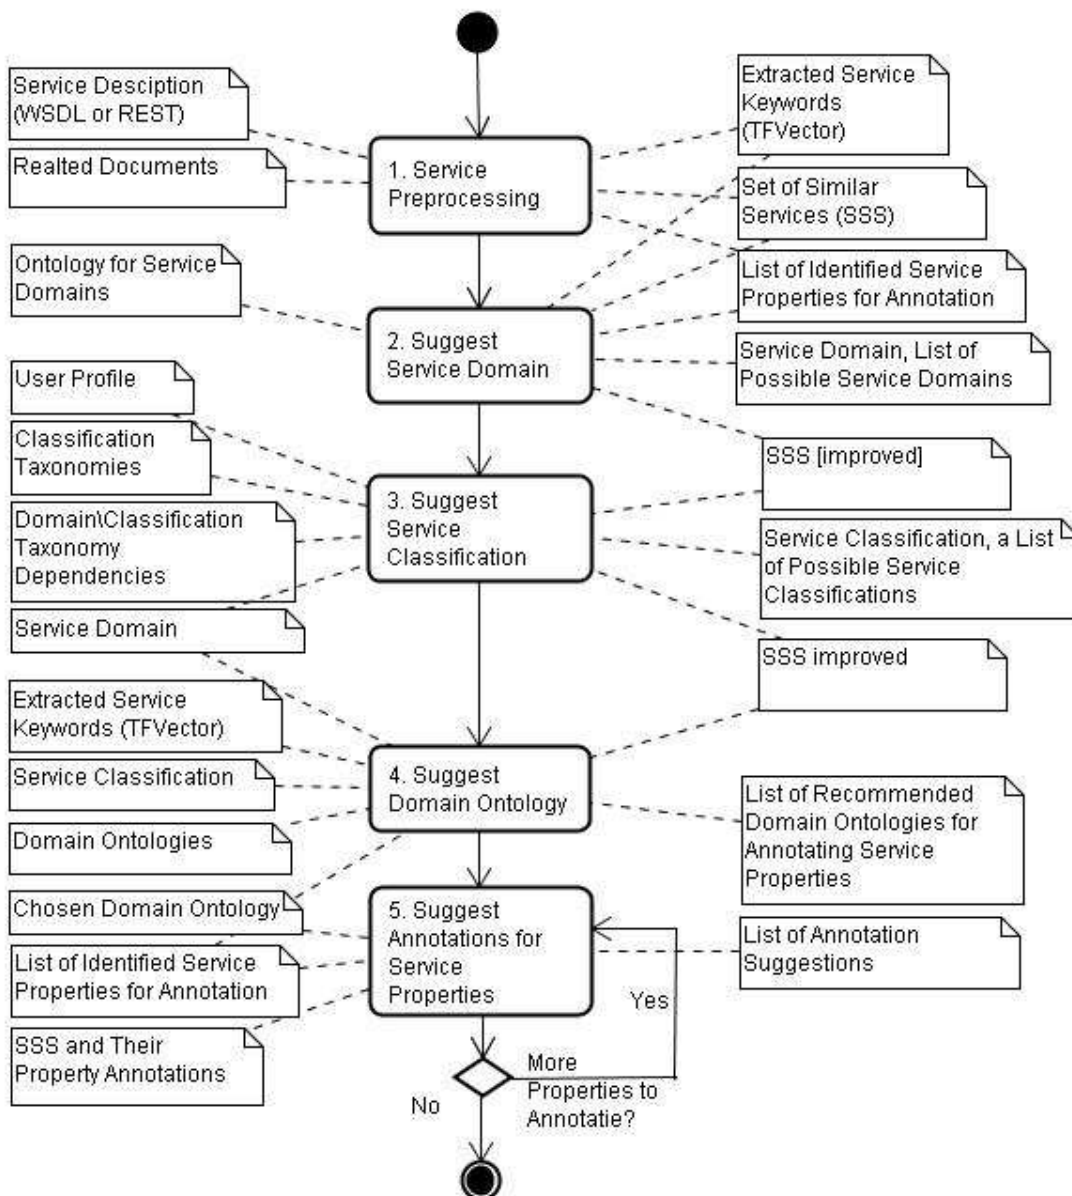 Service Desciption
(WSDL or REST)
Realted Documents
Extracted Service
Keywords
(TFVector)
1. Service
Preprocessing
Set of Similar
Services (SSS)
Ontology for Service
Domains
List of Identified Service
Properties for Annotation
2. Suggest
Service Domain
Service Domain, List of
Possible Service Domains
User Profile
Classification
Taxonomies
SSS [improved]
3. Suggest
Service
Classification
Domain\Classification
Taxonomy
Dependencies
Service Classification, a List
of Possible Service
Classifications
Service Domain
SSS improved
Extracted Service
Keywords (TFVector)
Service Classification
4. Suggest
Domain Ontology
Domain Ontologies
List of Recommended
Domain Ontologies for
Annotating Service
Properties
Chosen Domain Ontology
5. Suggest
Annotations for
Service
Properties
List of Annotation
Suggestions
List of Identified Service
Properties for Annotation
Yes
SSS and Their
Property Annotations
More
Properties to
Annotatie?
No